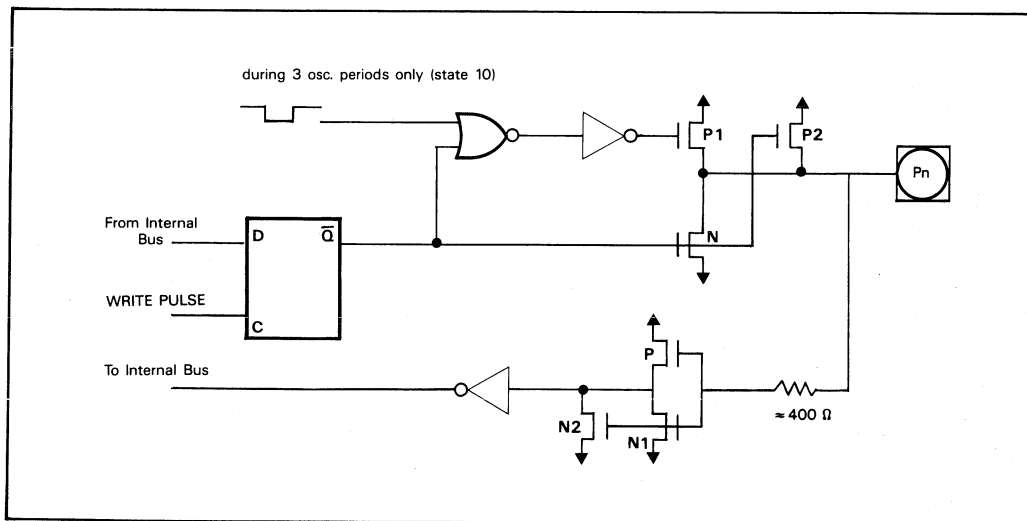 during 3 osc. periods only (state 10)
P1
P2
Pn
From Internal
Bus
D
Q̅
N
WRITE PULSE
C
P
To Internal Bus
≈400 Ω
N2
N1